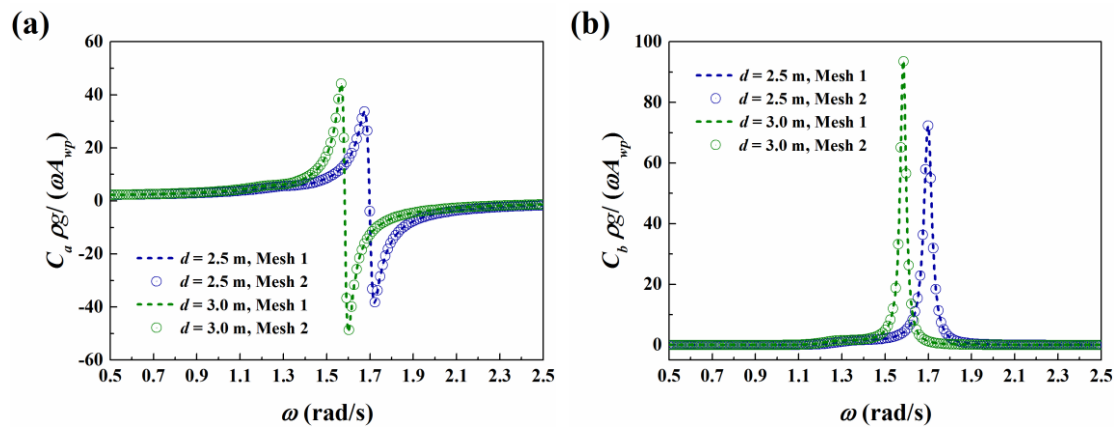 (a)
60
40
20
0
-20
-40
-60
C_a ρg/ (ωA_wp)
d = 2.5 m, Mesh 1
d = 2.5 m, Mesh 2
d = 3.0 m, Mesh 1
d = 3.0 m, Mesh 2
0.5 0.7 0.9 1.1 1.3 1.5 1.7 1.9 2.1 2.3 2.5
ω (rad/s)
(b)
100
80
60
40
20
0
C_b ρg/ (ωA_wp)
d = 2.5 m, Mesh 1
d = 2.5 m, Mesh 2
d = 3.0 m, Mesh 1
d = 3.0 m, Mesh 2
0.5 0.7 0.9 1.1 1.3 1.5 1.7 1.9 2.1 2.3 2.5
ω (rad/s)